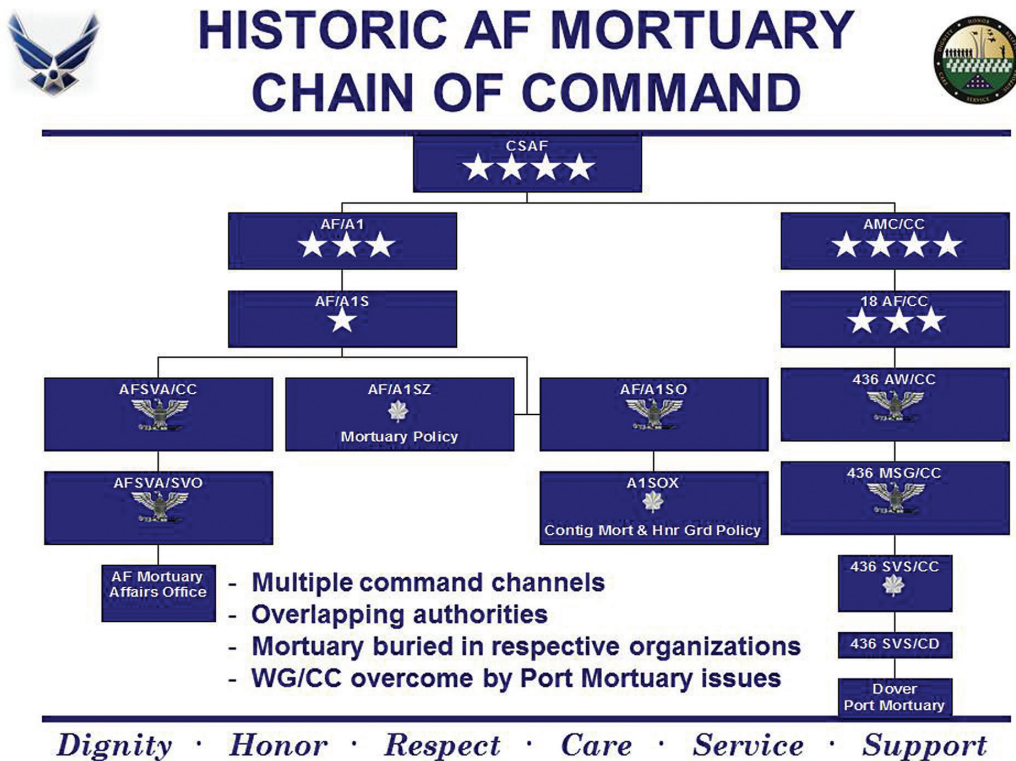 HISTORIC AF MORTUARY
CHAIN OF COMMAND
CSAF
AF/A1
AMC/CC
AF/A1S
18 AF/CC
AFSVA/CC
AF/A1SZ
Mortuary Policy
AF/A1SO
436 AW/CC
AFSVA/SVO
A1SOX
Contig Mort & Hnr Grd Policy
436 MSG/CC
AF Mortuary
Affairs Office
436 SVS/CC
436 SVS/CD
Dover
Port Mortuary
- Multiple command channels
- Overlapping authorities
- Mortuary buried in respective organizations
- WG/CC overcome by Port Mortuary issues
Dignity · Honor · Respect · Care · Service · Support